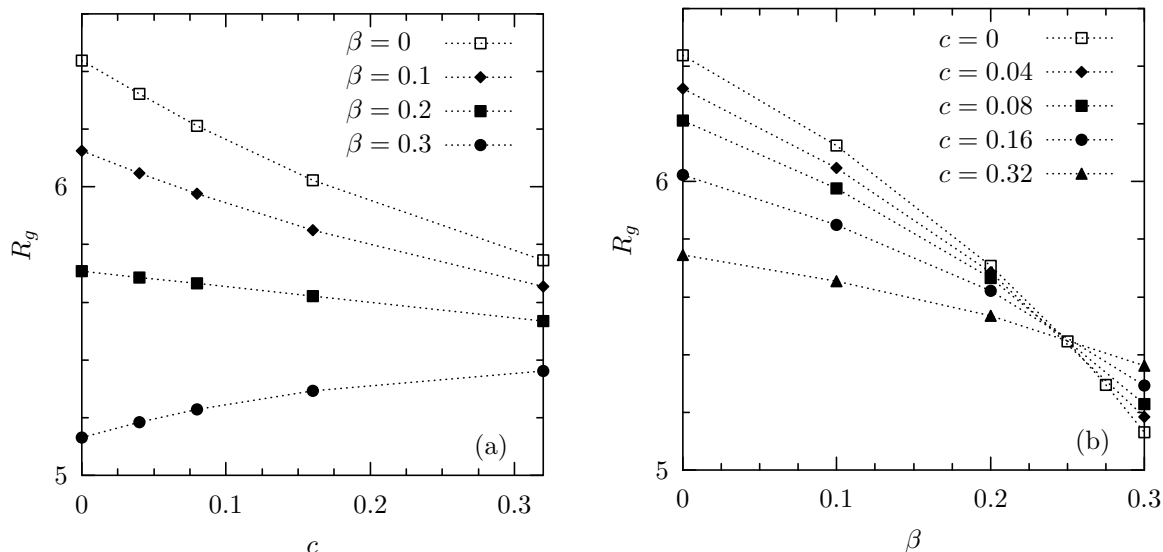 β = 0
β = 0.1
β = 0.2
β = 0.3
6
5
R_g
(a)
0
0.1
0.2
0.3
c
c = 0
c = 0.04
c = 0.08
c = 0.16
c = 0.32
6
5
R_g
(b)
0
0.1
0.2
0.3
β